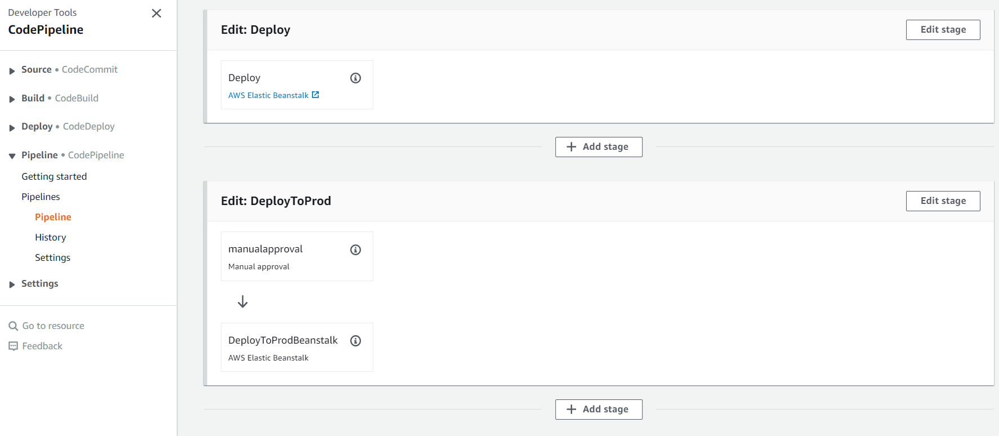 Developer Tools
CodePipeline
Source • CodeCommit
Build • CodeBuild
Deploy • CodeDeploy
Pipeline • CodePipeline
Getting started
Pipelines
Pipeline
History
Settings
Settings
Go to resource
Feedback
Edit: Deploy
Edit stage
Deploy
AWS Elastic Beanstalk
Add stage
Edit: DeployToProd
Edit stage
manualapproval
Manual approval
DeployToProdBeanstalk
AWS Elastic Beanstalk
Add stage